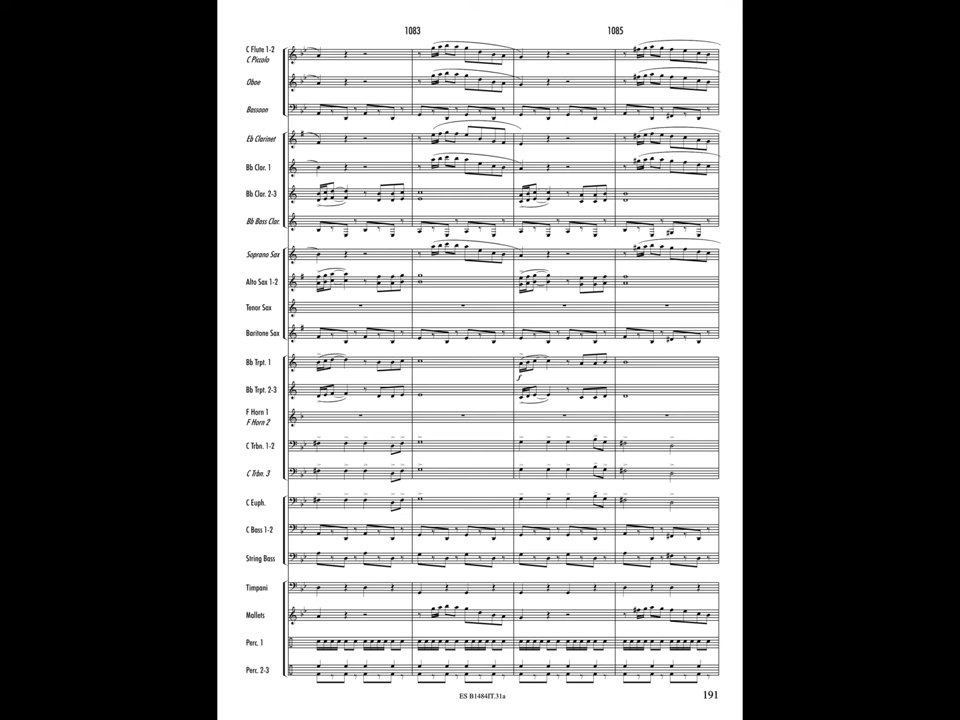 1083 1085
C Flute 1-2
C Piccolo
Oboe
Bassoon
Eb Clarinet
Bb Clar. 1
Bb Clar. 2-3
Bb Bass Clar.
Soprano Sax
Alto Sax 1-2
Tenor Sax
Baritone Sax
Bb Trpt. 1
f
Bb Trpt. 2-3
F Horn 1
F Horn 2
C Trbn. 1-2
C Trbn. 3
C Euph.
C Bass 1-2
String Bass
Timpani
Mallets
Perc. 1
Perc. 2-3
ES B1484IT.31a 191